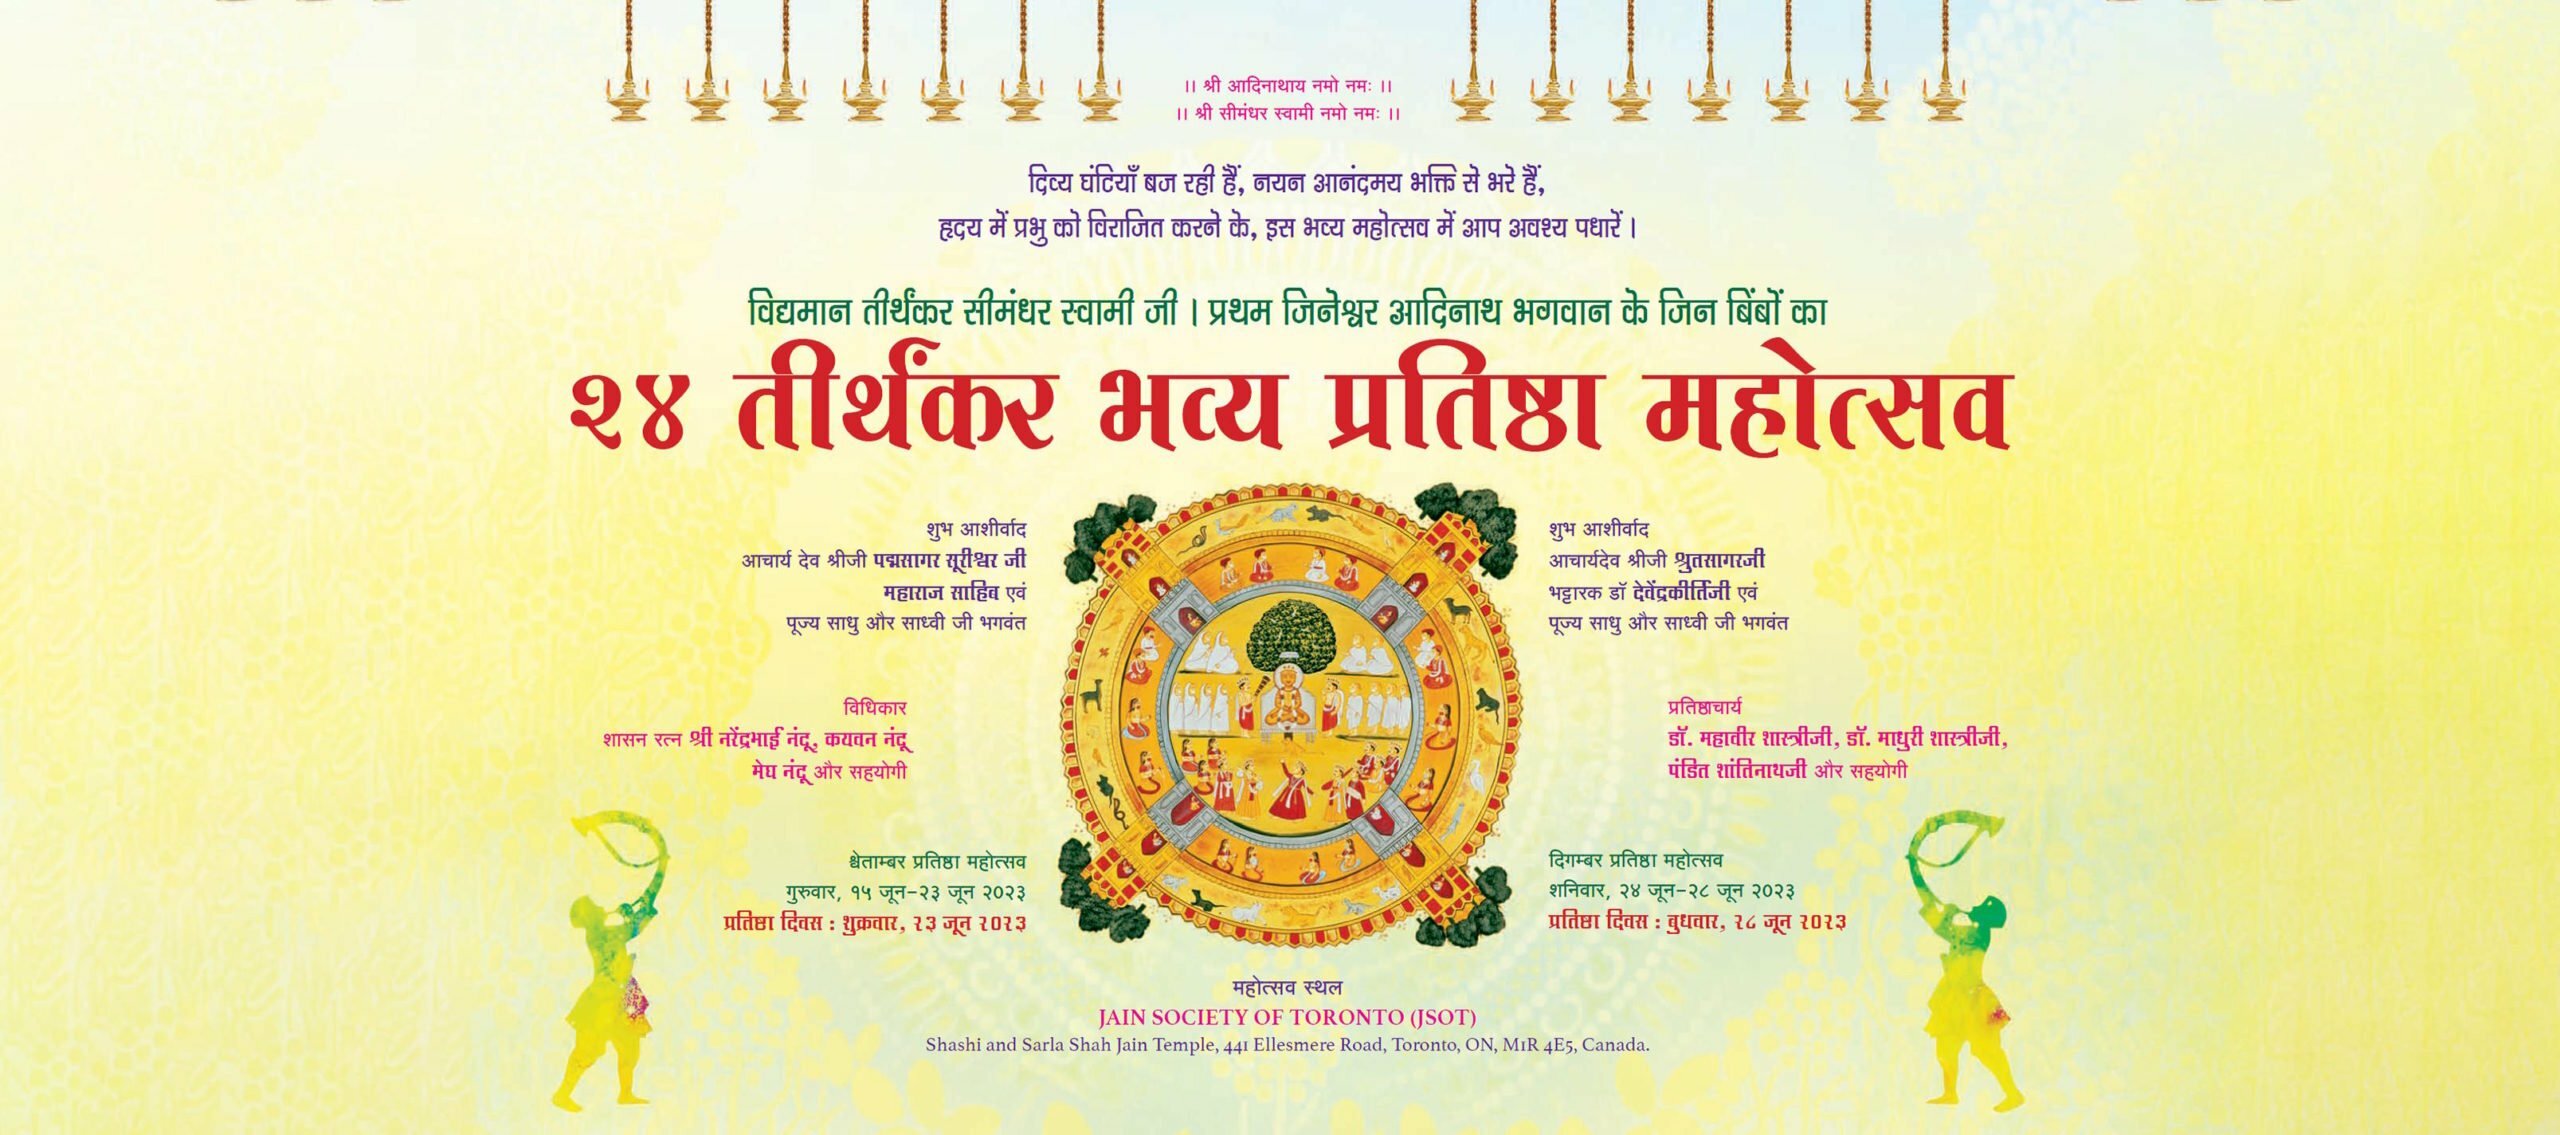 ।। श्री आदिनाथाय नमो नमः ।।
।। श्री सीमंधर स्वामी नमो नमः ।।
दिव्य घंटियाँ बज रही हैं, नयन आनंदमय भक्ति से भरे हैं,
हृदय में प्रभु को विराजित करने के, इस भव्य महोत्सव में आप अवश्य पधारें।
विद्यमान तीर्थंकर सीमंधर स्वामी जी। प्रथम जिनेश्वर आदिनाथ भगवान के जिन बिंबों का
२४ तीर्थंकर भव्य प्रतिष्ठा महोत्सव
शुभ आशीर्वाद
आचार्य देव श्रीजी पद्मसागर सूरीश्वर जी
महाराज साहिब एवं
पूज्य साधु और साध्वी जी भगवंत
शुभ आशीर्वाद
आचार्यदेव श्रीजी श्रुतसागरजी
भट्टारक डॉ देवेंद्रकीर्तिजी एवं
पूज्य साधु और साध्वी जी भगवंत
विधिकार
शासन रत्न श्री नरेंद्रभाई नंदू, कयवन नंदू
मेघ नंदू और सहयोगी
प्रतिष्ठाचार्य
डॉ. महावीर शास्त्रीजी, डॉ. माधुरी शास्त्रीजी,
पंडित शांतिनाथजी और सहयोगी
श्वेताम्बर प्रतिष्ठा महोत्सव
गुरुवार, १५ जून-२३ जून २०२३
प्रतिष्ठा दिवस : शुक्रवार, २३ जून २०२३
दिगम्बर प्रतिष्ठा महोत्सव
शनिवार, २४ जून-२८ जून २०२३
प्रतिष्ठा दिवस : बुधवार, २८ जून २०२३
महोत्सव स्थल
JAIN SOCIETY OF TORONTO (JSOT)
Shashi and Sarla Shah Jain Temple, 441 Ellesmere Road, Toronto, ON, M1R 4E5, Canada.